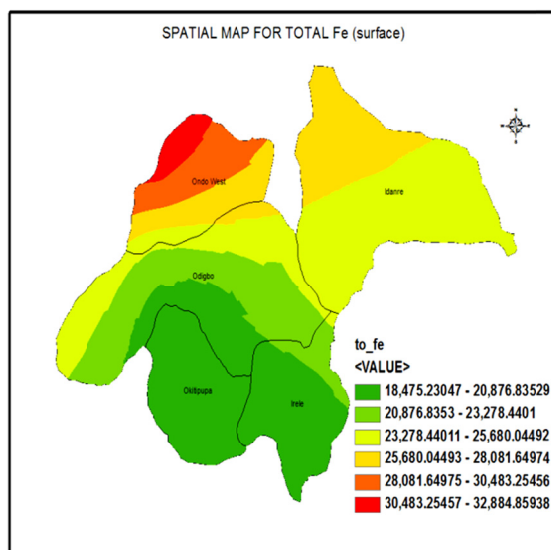 SPATIAL MAP FOR TOTAL Fe (surface)
Ondo West
Idanre
Odigbo
Okitipupa
Irele
to_fe
<VALUE>
18,475.23047 - 20,876.83529
20,876.8353 - 23,278.4401
23,278.44011 - 25,680.04492
25,680.04493 - 28,081.64974
28,081.64975 - 30,483.25456
30,483.25457 - 32,884.85938